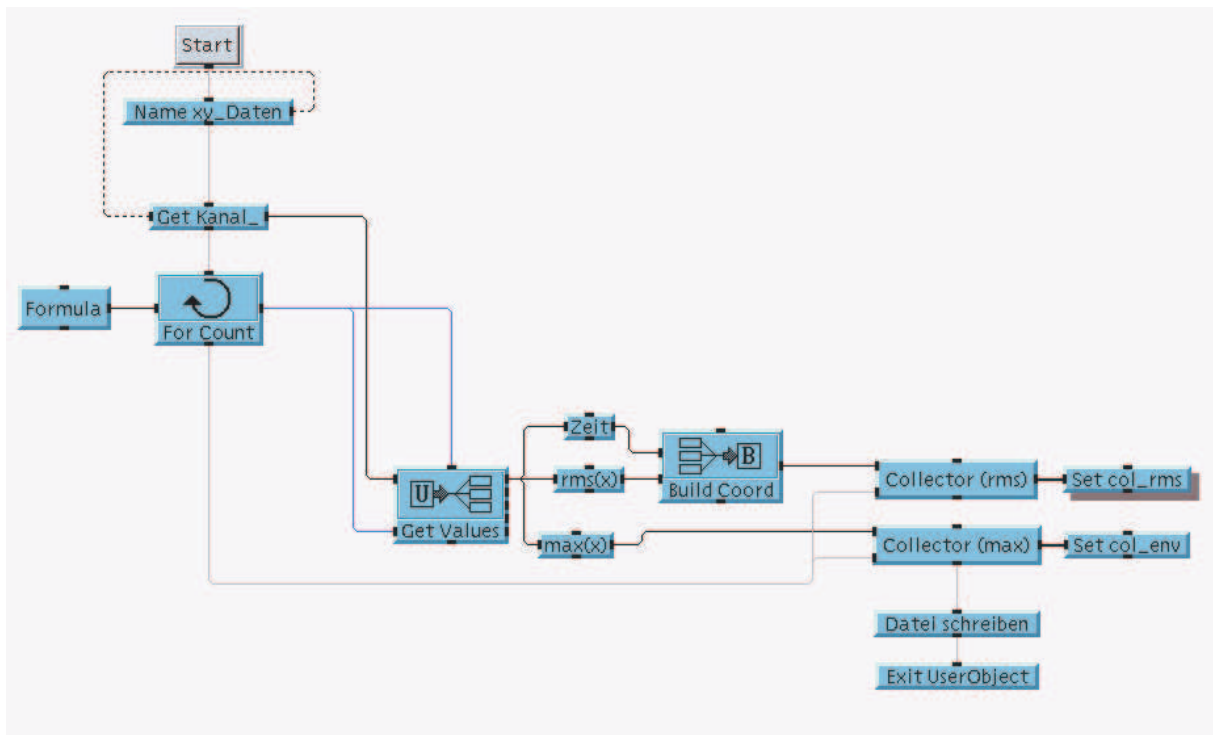 Start
Name xy_Daten
Get Kanal_
Formula
For Count
Zeit
B
rms(x)
Build Coord
Collector (rms)
Set col_rms
U
Get Values
max(x)
Collector (max)
Set col_env
Datei schreiben
Exit UserObject